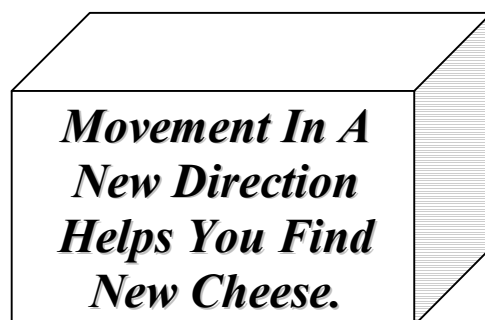 Movement In A
New Direction
Helps You Find
New Cheese.